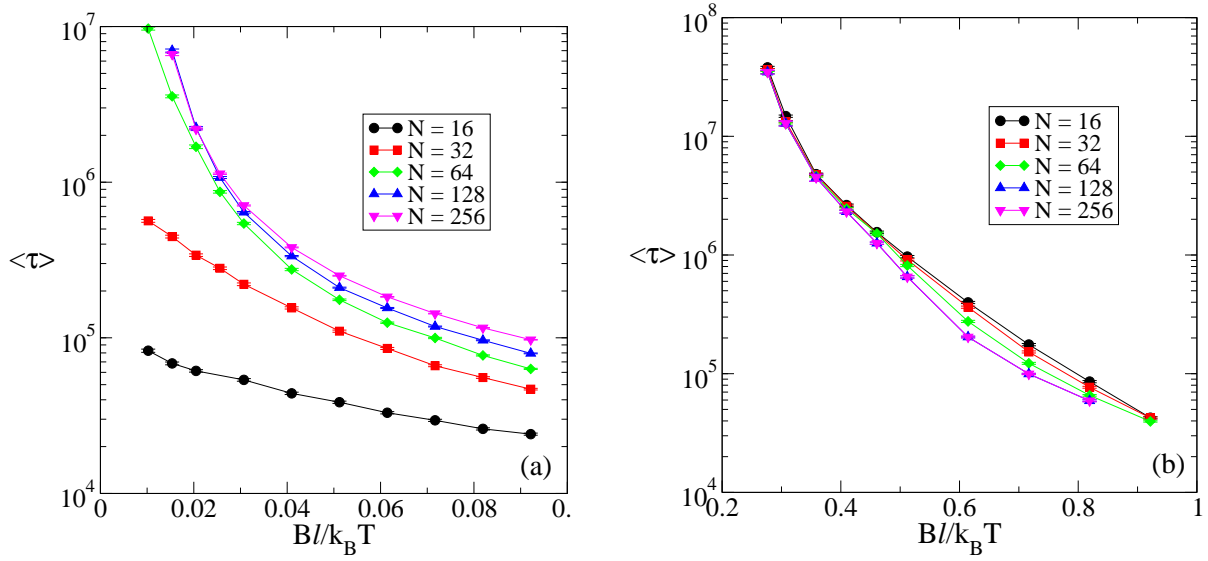 10^7
10^6
10^5
10^4
<τ>
N = 16
N = 32
N = 64
N = 128
N = 256
(a)
0 0.02 0.04 0.06 0.08 0.
Bl/k_BT
10^8
10^7
10^6
10^5
10^4
<τ>
N = 16
N = 32
N = 64
N = 128
N = 256
(b)
0.2 0.4 0.6 0.8 1
Bl/k_BT